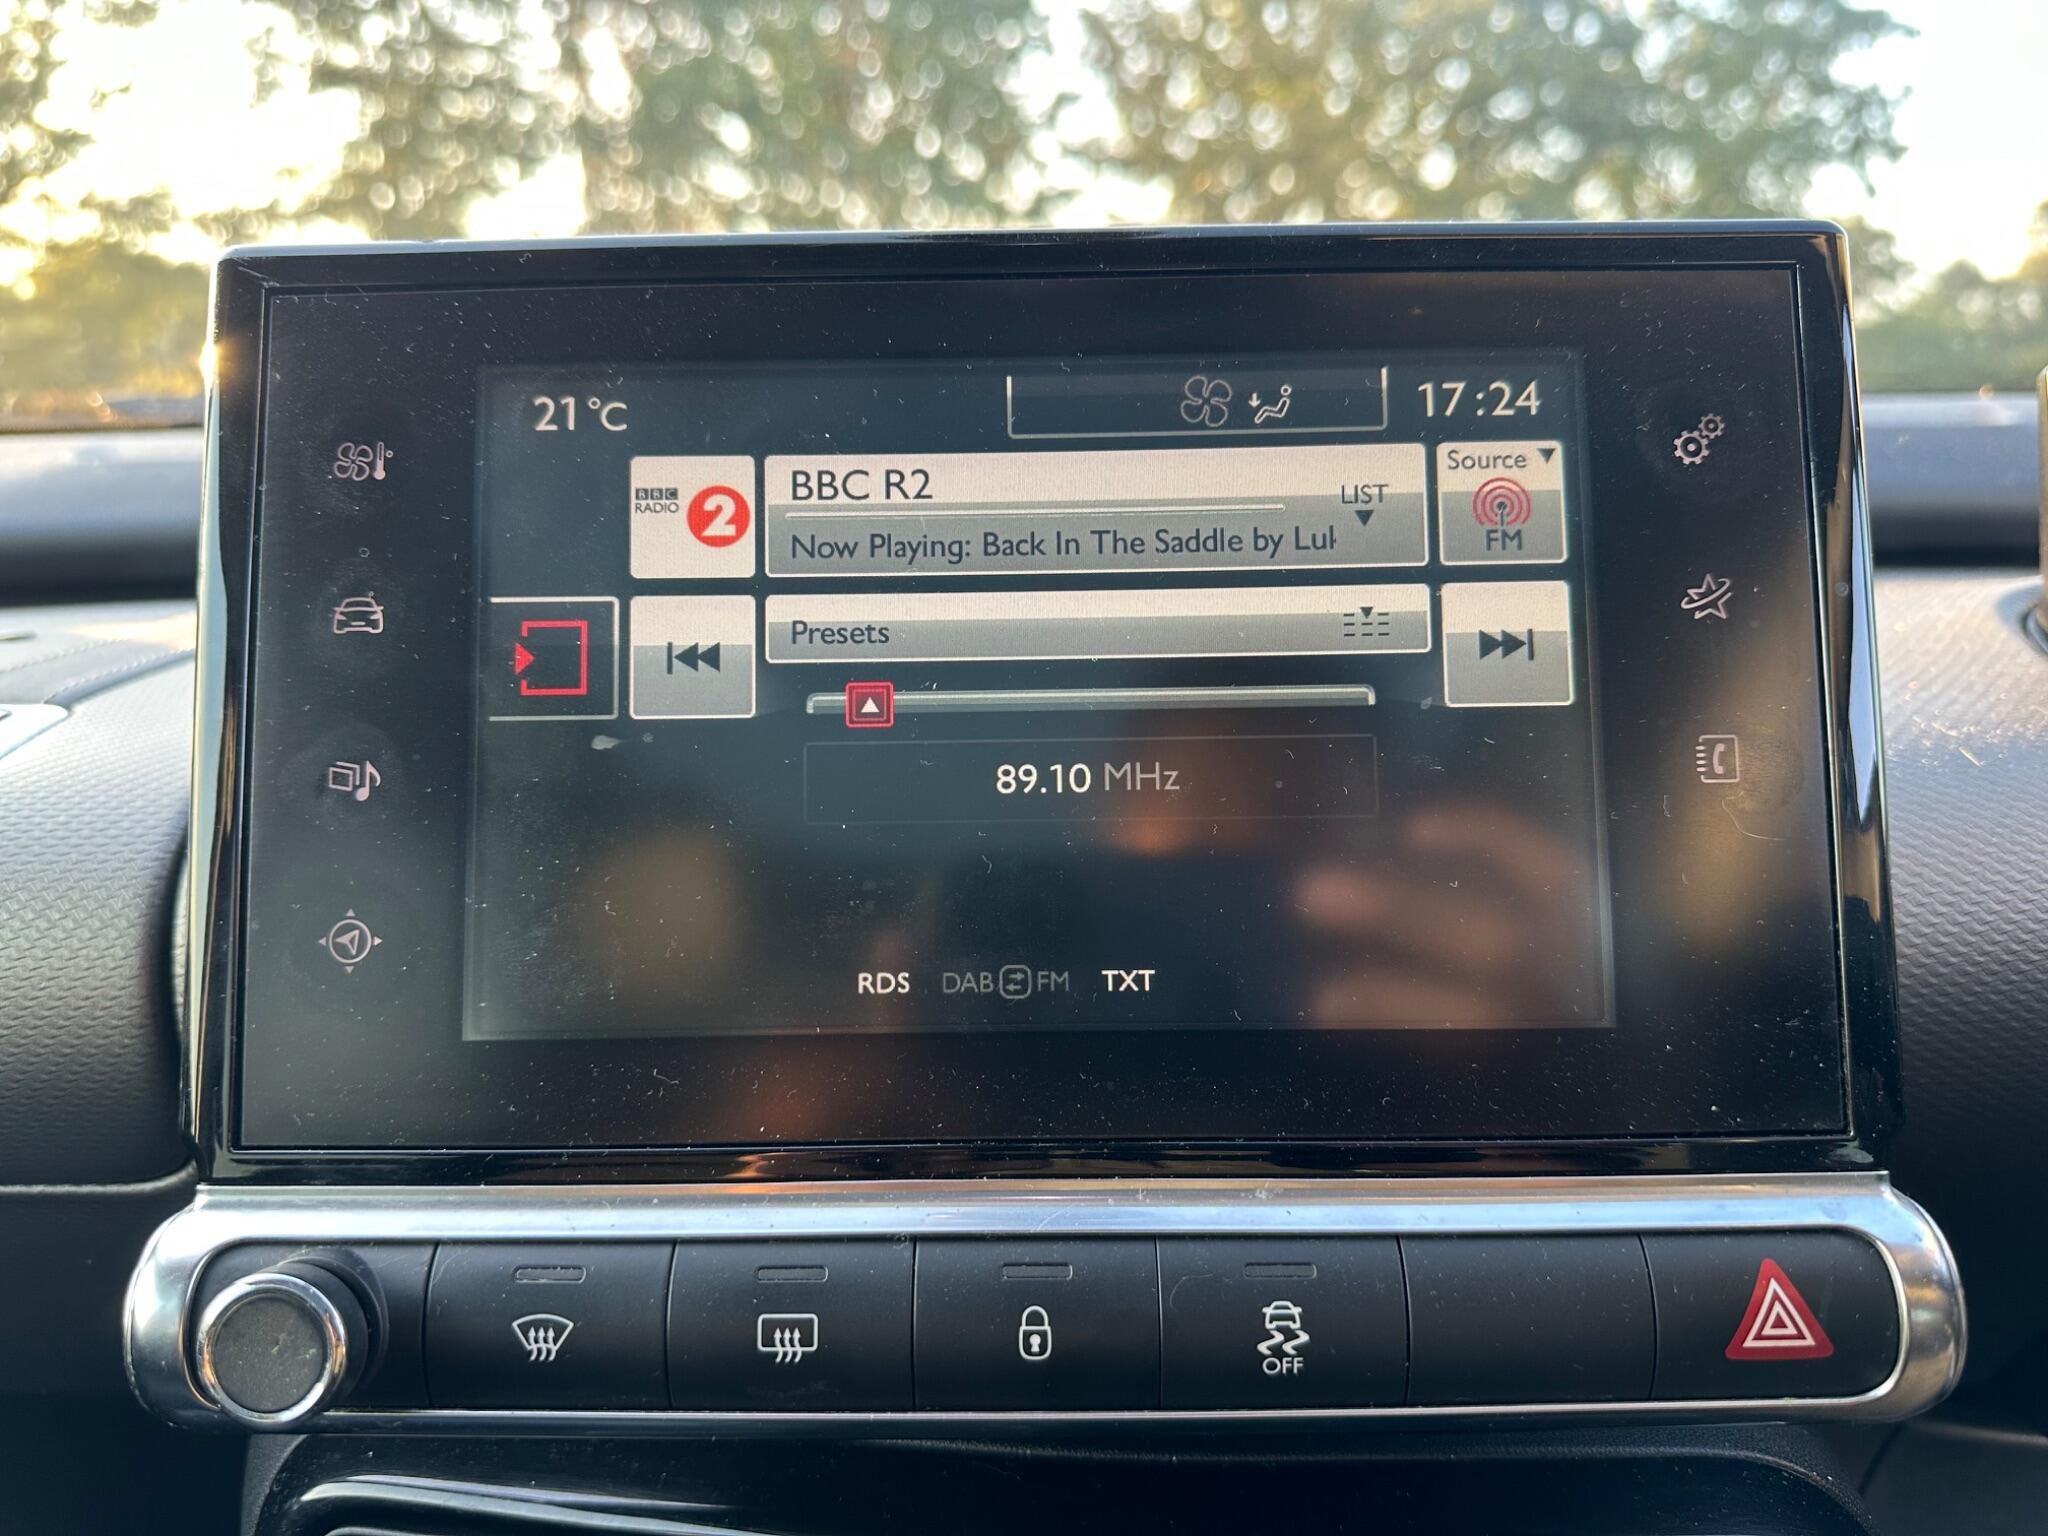 21°C
17:24
BBC
RADIO
2
BBC R2
LIST
Source
FM
Now Playing: Back In The Saddle by Luk
Presets
89.10 MHz
RDS DAB FM TXT
OFF